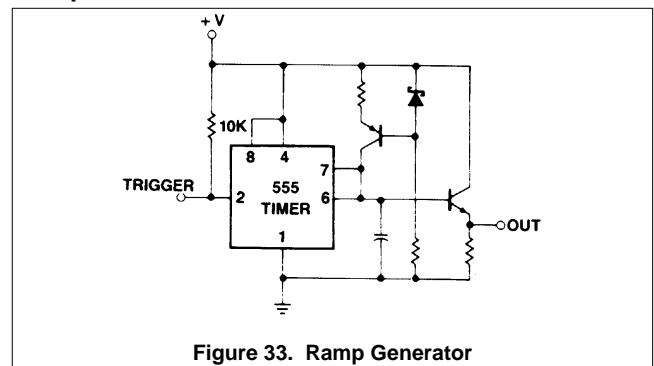 + V
10K
8 4
7
TRIGGER
2 555 6
TIMER
OUT
1
Figure 33. Ramp Generator